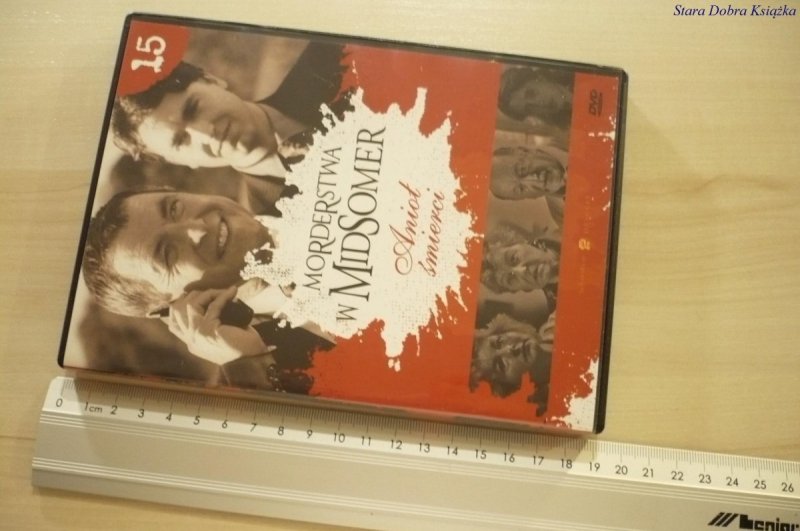 Stara Dobra Książka
15
MORDERSTWA
W MIDSOMER
Anioł
śmierci
DVD
2
0 1cm 2 3 4 5 6 7 8 9 10 11 12 13 14 15 16 17 18 19 20 21 22 23 24 25 26